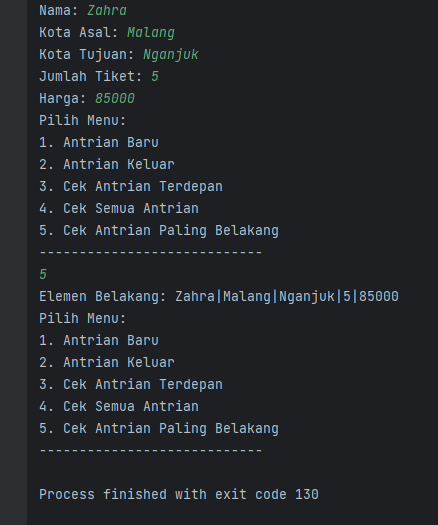 Nama: Zahra
Kota Asal: Malang
Kota Tujuan: Nganjuk
Jumlah Tiket: 5
Harga: 85000
Pilih Menu:
1. Antrian Baru
2. Antrian Keluar
3. Cek Antrian Terdepan
4. Cek Semua Antrian
5. Cek Antrian Paling Belakang
----------------------------
5
Elemen Belakang: Zahra|Malang|Nganjuk|5|85000
Pilih Menu:
1. Antrian Baru
2. Antrian Keluar
3. Cek Antrian Terdepan
4. Cek Semua Antrian
5. Cek Antrian Paling Belakang
----------------------------
Process finished with exit code 130